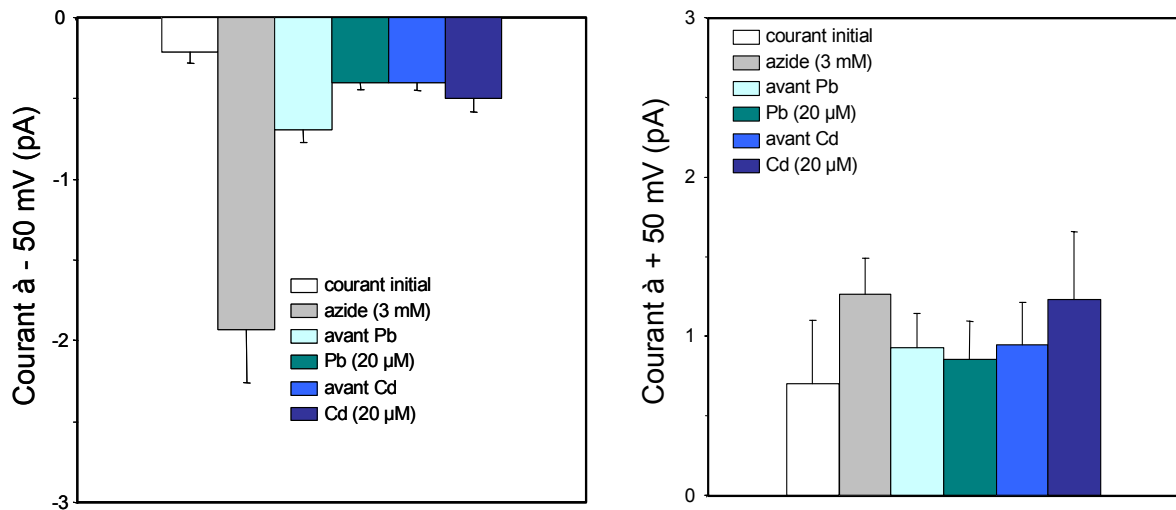 Courant à - 50 mV (pA)
0
-1
-2
-3
courant initial
azide (3 mM)
avant Pb
Pb (20 µM)
avant Cd
Cd (20 µM)
Courant à + 50 mV (pA)
3
2
1
0
courant initial
azide (3 mM)
avant Pb
Pb (20 µM)
avant Cd
Cd (20 µM)